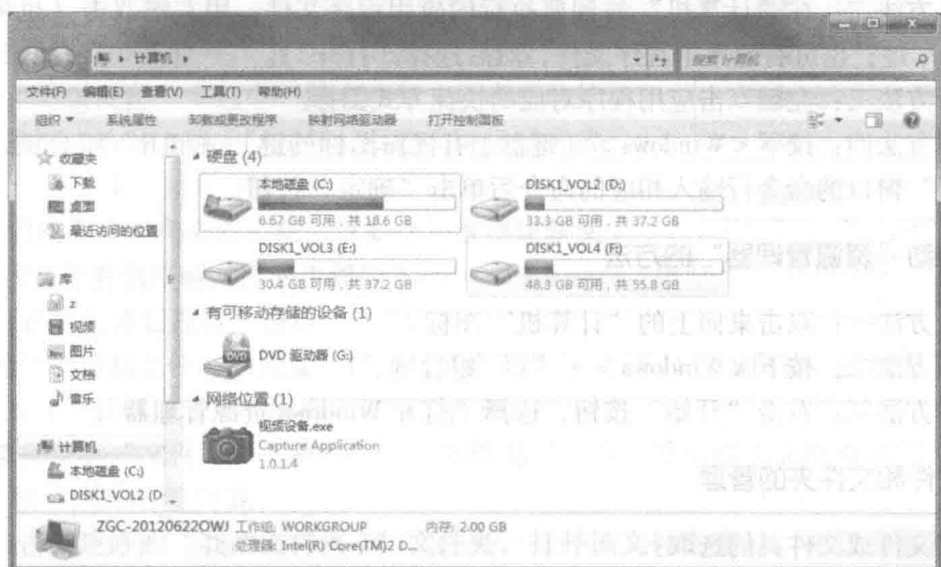 计算机
搜索 计算机
文件(F) 编辑(E) 查看(V) 工具(T) 帮助(H)
组织 系统属性 卸载或更改程序 映射网络驱动器 打开控制面板
收藏夹
下载
桌面
最近访问的位置
库
z
视频
图片
文档
音乐
计算机
本地磁盘 (C:)
DISK1_VOL2 (D
硬盘 (4)
本地磁盘 (C:)
6.67 GB 可用，共 18.6 GB
DISK1_VOL2 (D:)
33.3 GB 可用，共 37.2 GB
DISK1_VOL3 (E:)
30.4 GB 可用，共 37.2 GB
DISK1_VOL4 (F:)
48.3 GB 可用，共 55.8 GB
有可移动存储的设备 (1)
DVD
DVD 驱动器 (G:)
网络位置 (1)
视频设备.exe
Capture Application
1.0.1.4
ZGC-20120622OWJ 工作组: WORKGROUP 内存: 2.00 GB
处理器: Intel(R) Core(TM)2 D...